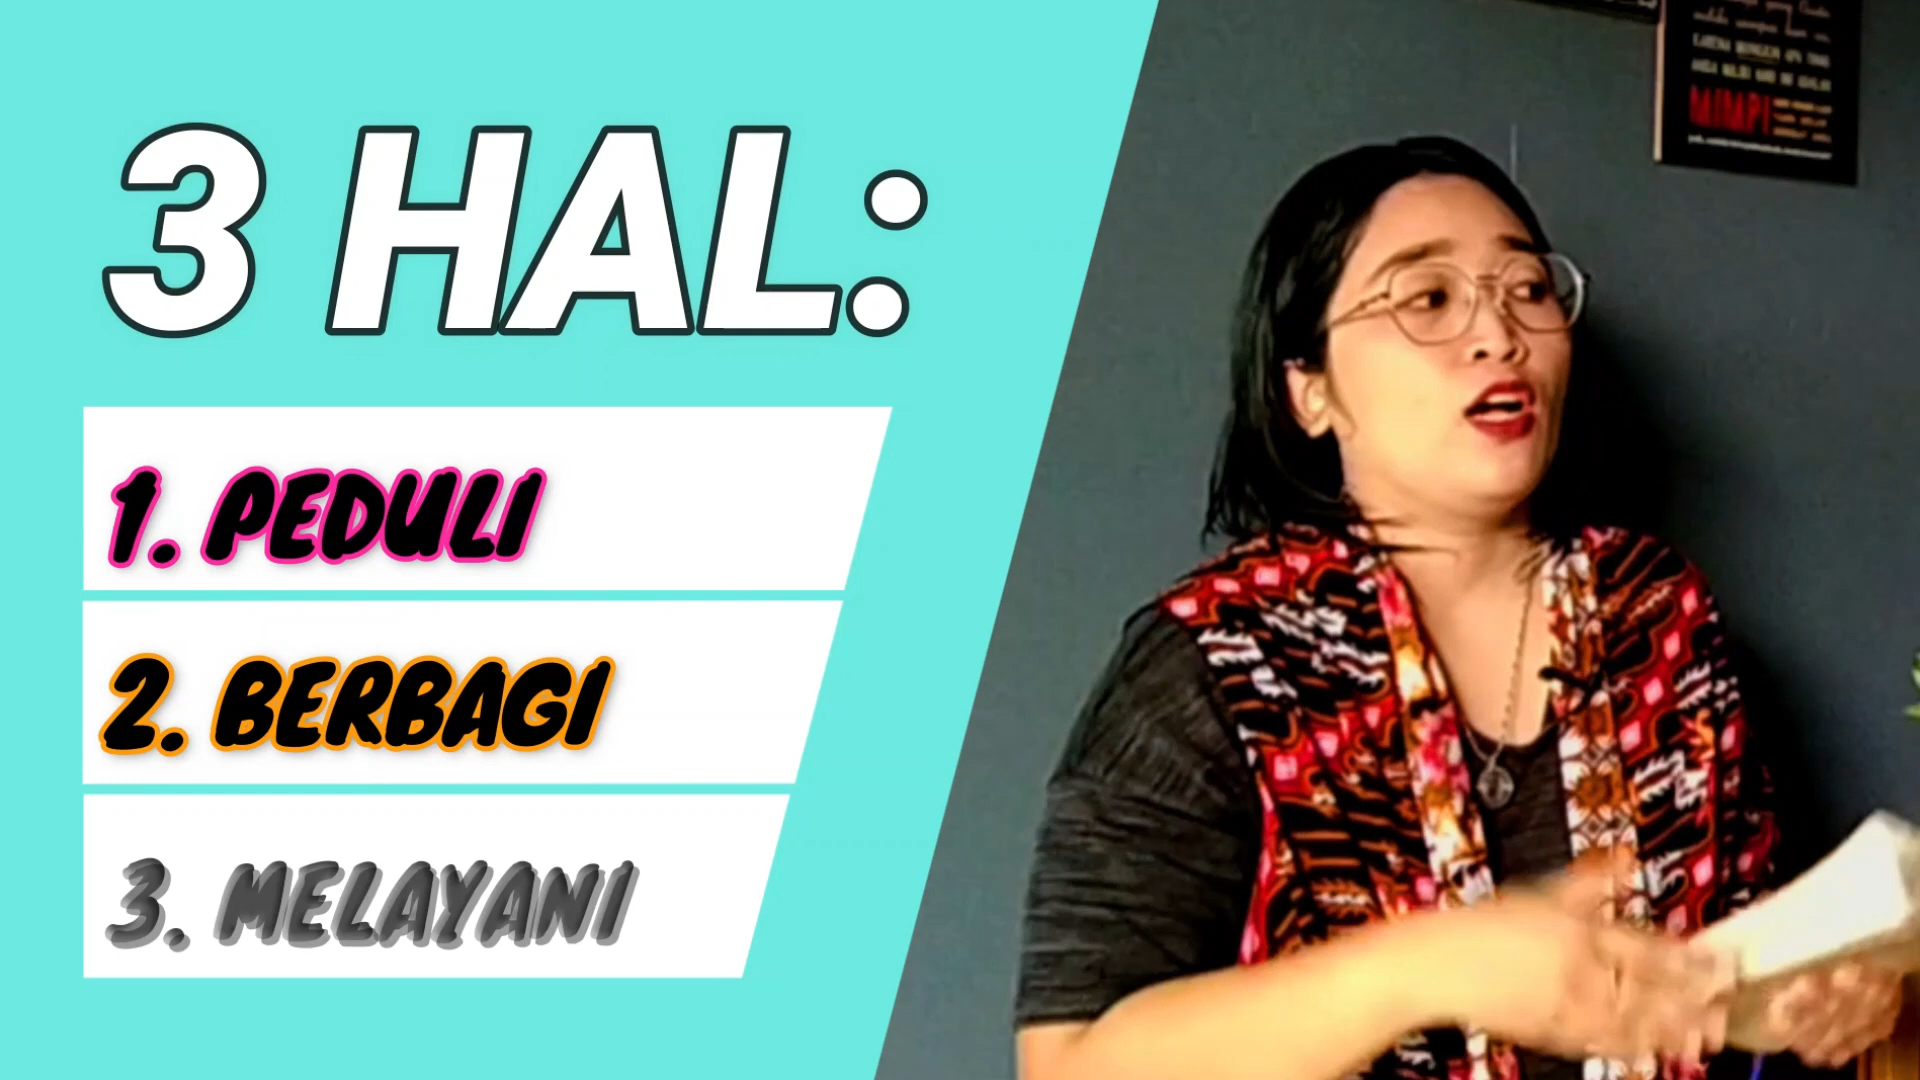 3 HAL:
1. PEDULI
2. BERBAGI
3. MELAYANI
MIMPI